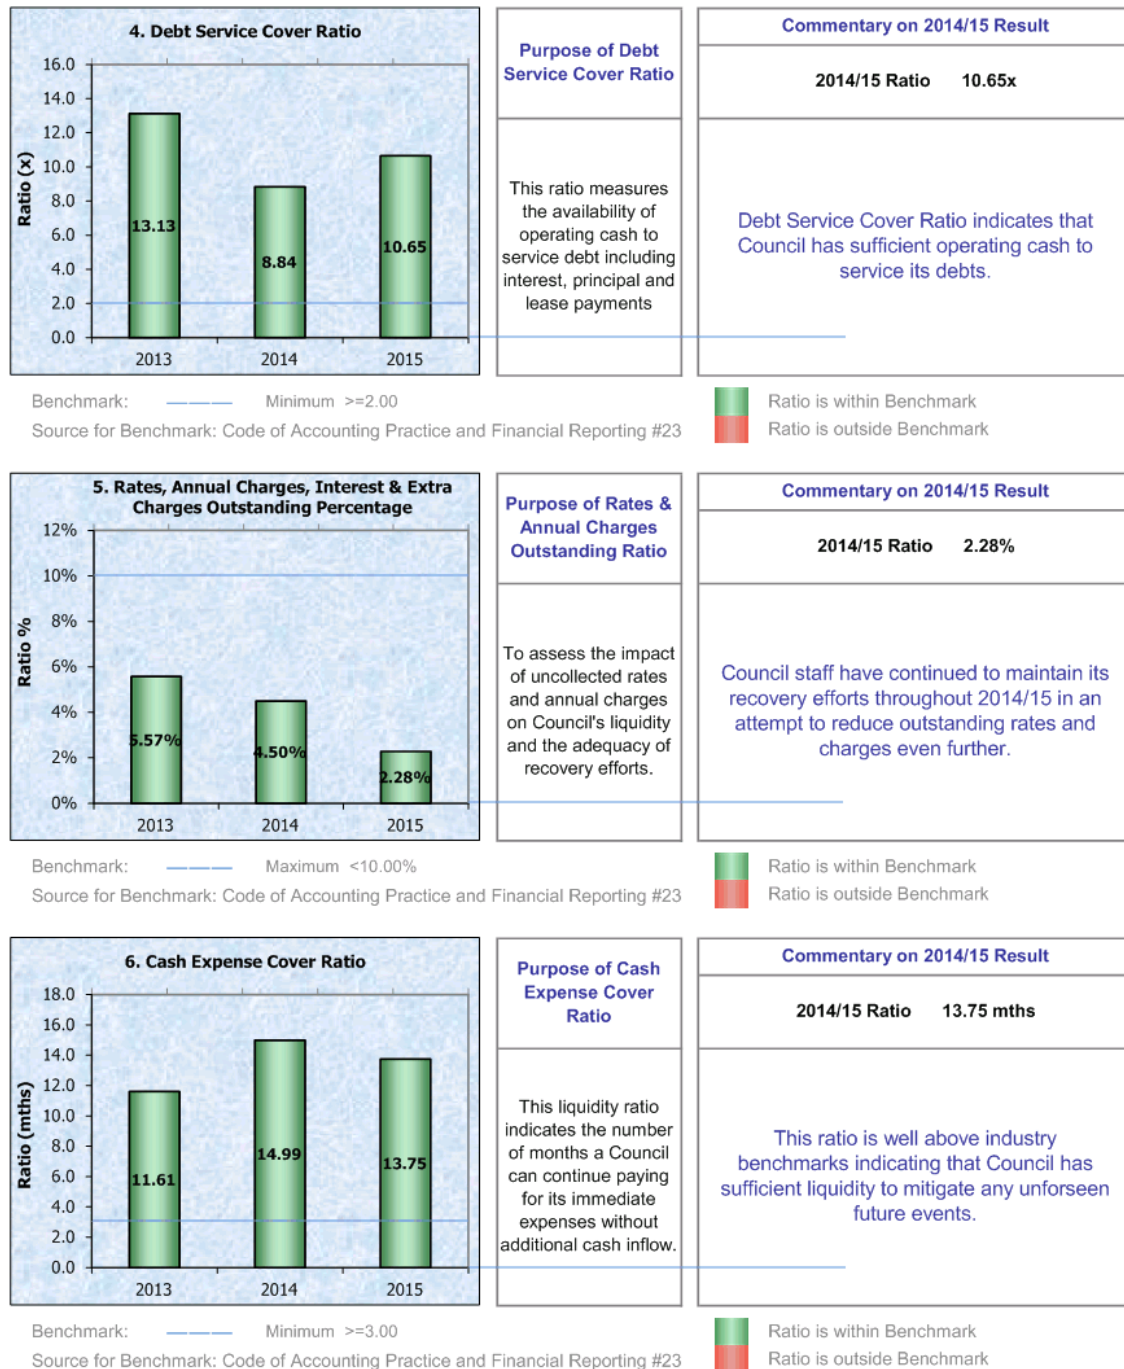 4. Debt Service Cover Ratio
16.0
14.0
12.0
10.0
8.0
6.0
4.0
2.0
0.0
Ratio (x)
13.13
8.84
10.65
2013
2014
2015
Purpose of Debt
Service Cover Ratio
This ratio measures
the availability of
operating cash to
service debt including
interest, principal and
lease payments
Commentary on 2014/15 Result
2014/15 Ratio 10.65x
Debt Service Cover Ratio indicates that
Council has sufficient operating cash to
service its debts.
Benchmark: Minimum >=2.00
Source for Benchmark: Code of Accounting Practice and Financial Reporting #23
Ratio is within Benchmark
Ratio is outside Benchmark
5. Rates, Annual Charges, Interest & Extra
Charges Outstanding Percentage
12%
10%
8%
6%
4%
2%
0%
Ratio %
5.57%
4.50%
2.28%
2013
2014
2015
Purpose of Rates &
Annual Charges
Outstanding Ratio
To assess the impact
of uncollected rates
and annual charges
on Council's liquidity
and the adequacy of
recovery efforts.
Commentary on 2014/15 Result
2014/15 Ratio 2.28%
Council staff have continued to maintain its
recovery efforts throughout 2014/15 in an
attempt to reduce outstanding rates and
charges even further.
Benchmark: Maximum <10.00%
Source for Benchmark: Code of Accounting Practice and Financial Reporting #23
Ratio is within Benchmark
Ratio is outside Benchmark
6. Cash Expense Cover Ratio
18.0
16.0
14.0
12.0
10.0
8.0
6.0
4.0
2.0
0.0
Ratio (mths)
11.61
14.99
13.75
2013
2014
2015
Purpose of Cash
Expense Cover
Ratio
This liquidity ratio
indicates the number
of months a Council
can continue paying
for its immediate
expenses without
additional cash inflow.
Commentary on 2014/15 Result
2014/15 Ratio 13.75 mths
This ratio is well above industry
benchmarks indicating that Council has
sufficient liquidity to mitigate any unforseen
future events.
Benchmark: Minimum >=3.00
Source for Benchmark: Code of Accounting Practice and Financial Reporting #23
Ratio is within Benchmark
Ratio is outside Benchmark